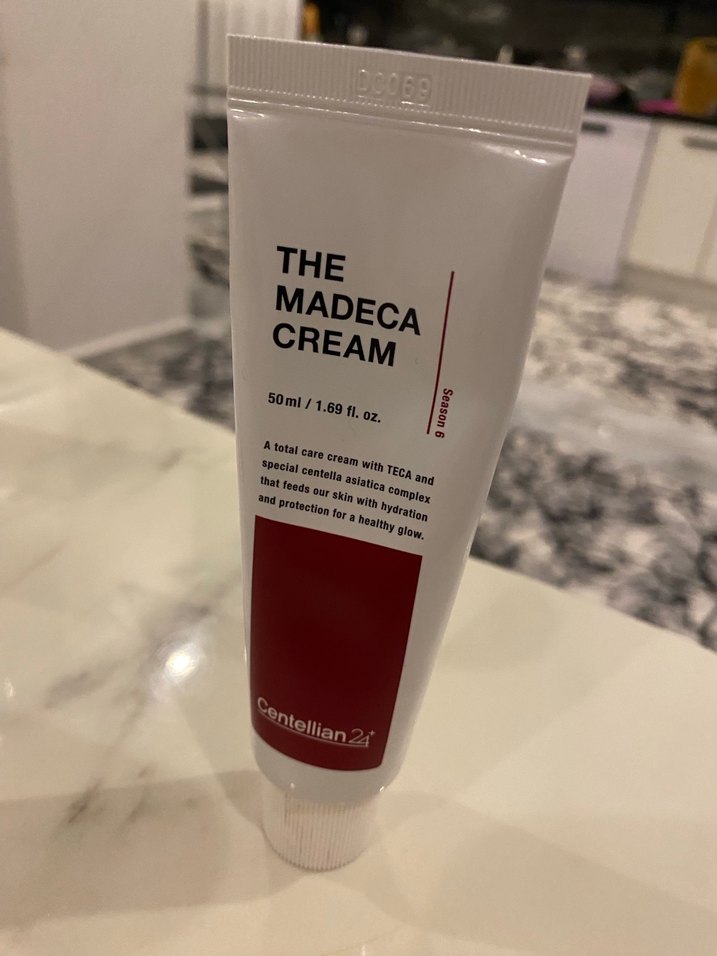 DC069
THE
MADECA
CREAM
Season 6
50ml / 1.69 fl. oz.
A total care cream with TECA and
special centella asiatica complex
that feeds our skin with hydration
and protection for a healthy glow.
Centellian24+